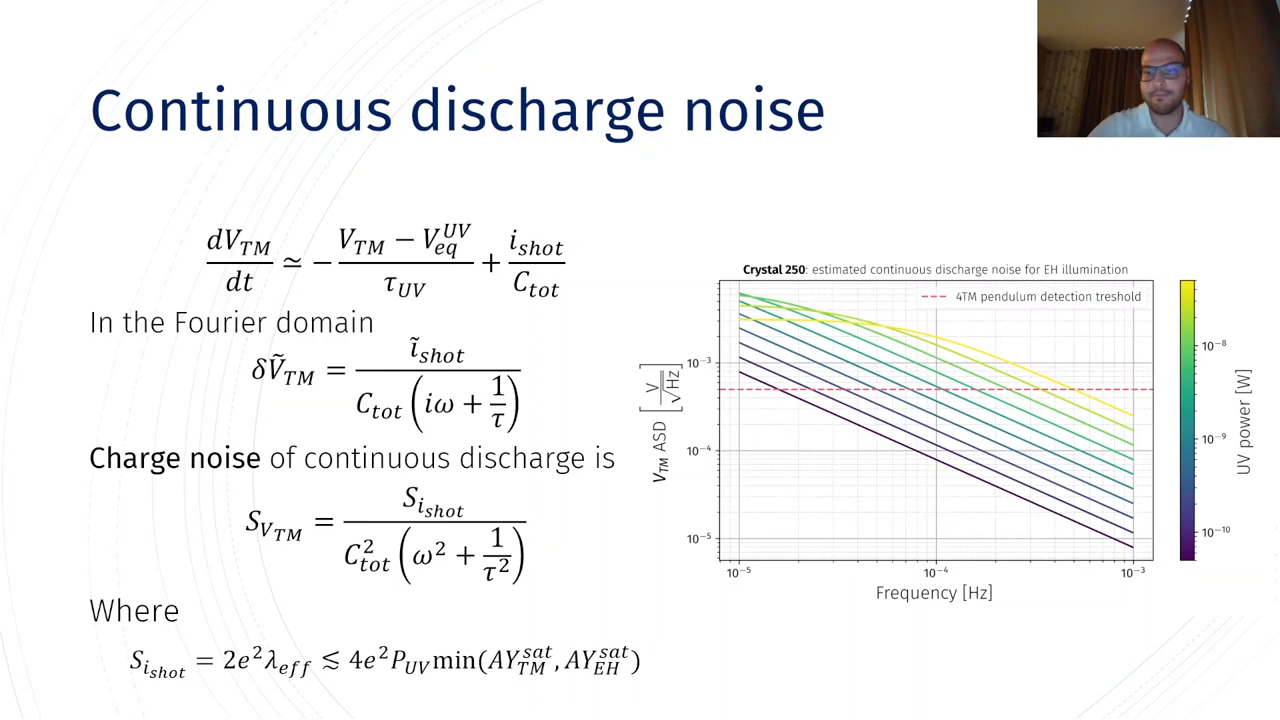 Continuous discharge noise
dV_TM/dt ≃ −(V_TM − V_eq^UV)/τ_UV + i_shot/C_tot
In the Fourier domain
δṼ_TM = ĩ_shot/(C_tot(iω + 1/τ))
Charge noise of continuous discharge is
S_V_TM = S_i_shot/(C_tot^2(ω^2 + 1/τ^2))
Where
S_i_shot = 2e^2λ_eff ≲ 4e^2P_UV min(AY_TM^sat, AY_EH^sat)
Crystal 250: estimated continuous discharge noise for EH illumination
4TM pendulum detection treshold
V_TM ASD [V/√Hz]
10^−3
10^−4
10^−5
10^−5 10^−4 10^−3
Frequency [Hz]
10^−8
10^−9
10^−10
UV power [W]